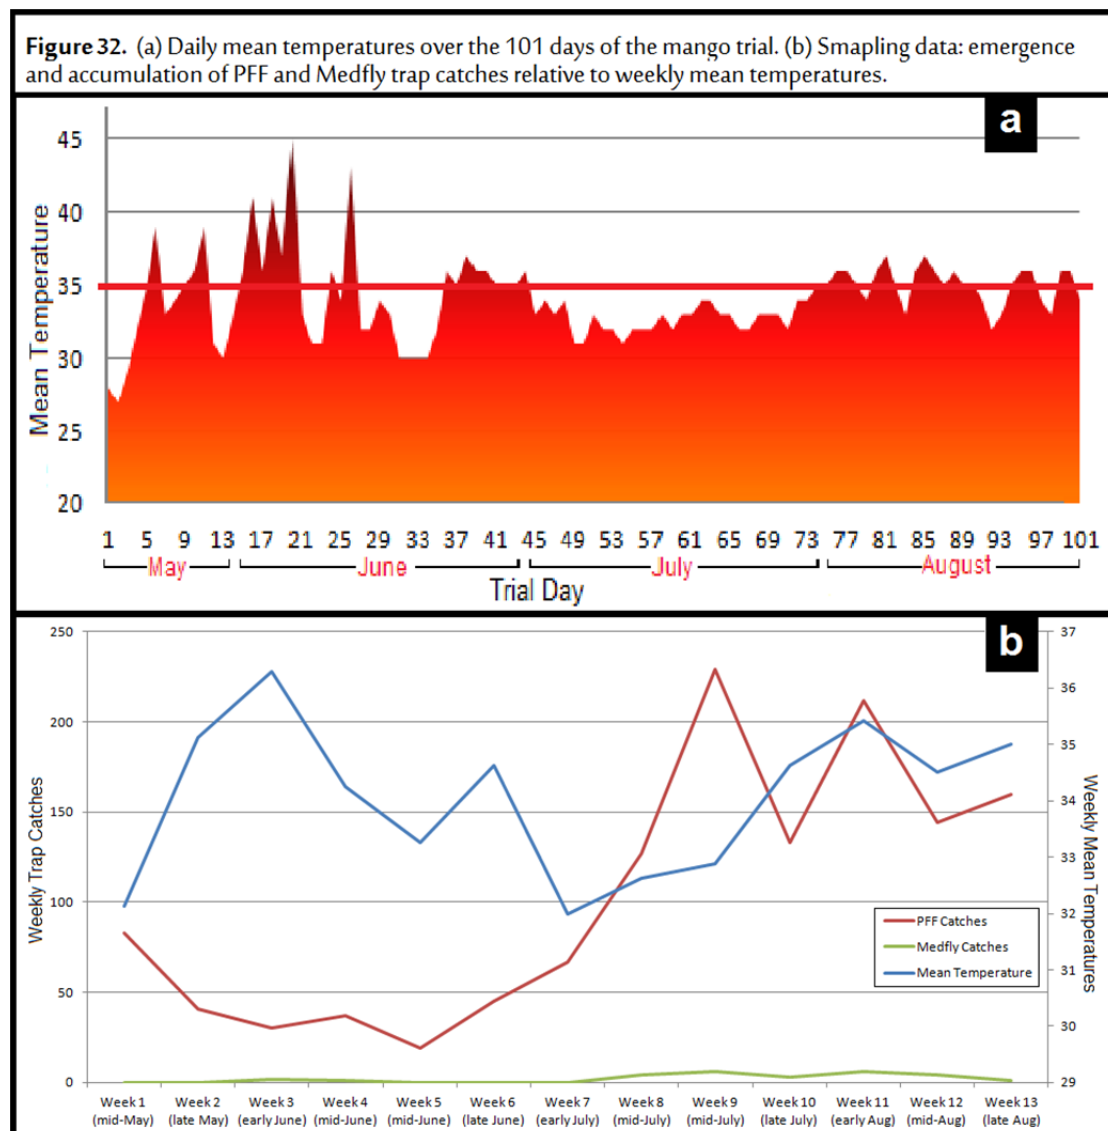 Figure 32. (a) Daily mean temperatures over the 101 days of the mango trial. (b) Smapling data: emergence
and accumulation of PFF and Medfly trap catches relative to weekly mean temperatures.
a
Mean Temperature
45
40
35
30
25
20
1 5 9 13 17 21 25 29 33 37 41 45 49 53 57 61 65 69 73 77 81 85 89 93 97 101
May June July August
Trial Day
b
Weekly Trap Catches
250
200
150
100
50
0
37
36
35
34
33
32
31
30
29
Weekly Mean Temperatures
PFF Catches
Medfly Catches
Mean Temperature
Week 1 Week 2 Week 3 Week 4 Week 5 Week 6 Week 7 Week 8 Week 9 Week 10 Week 11 Week 12 Week 13
(mid-May) (late May) (early June) (mid-June) (mid-June) (late June) (early July) (mid-July) (mid-July) (late July) (early Aug) (mid-Aug) (late Aug)